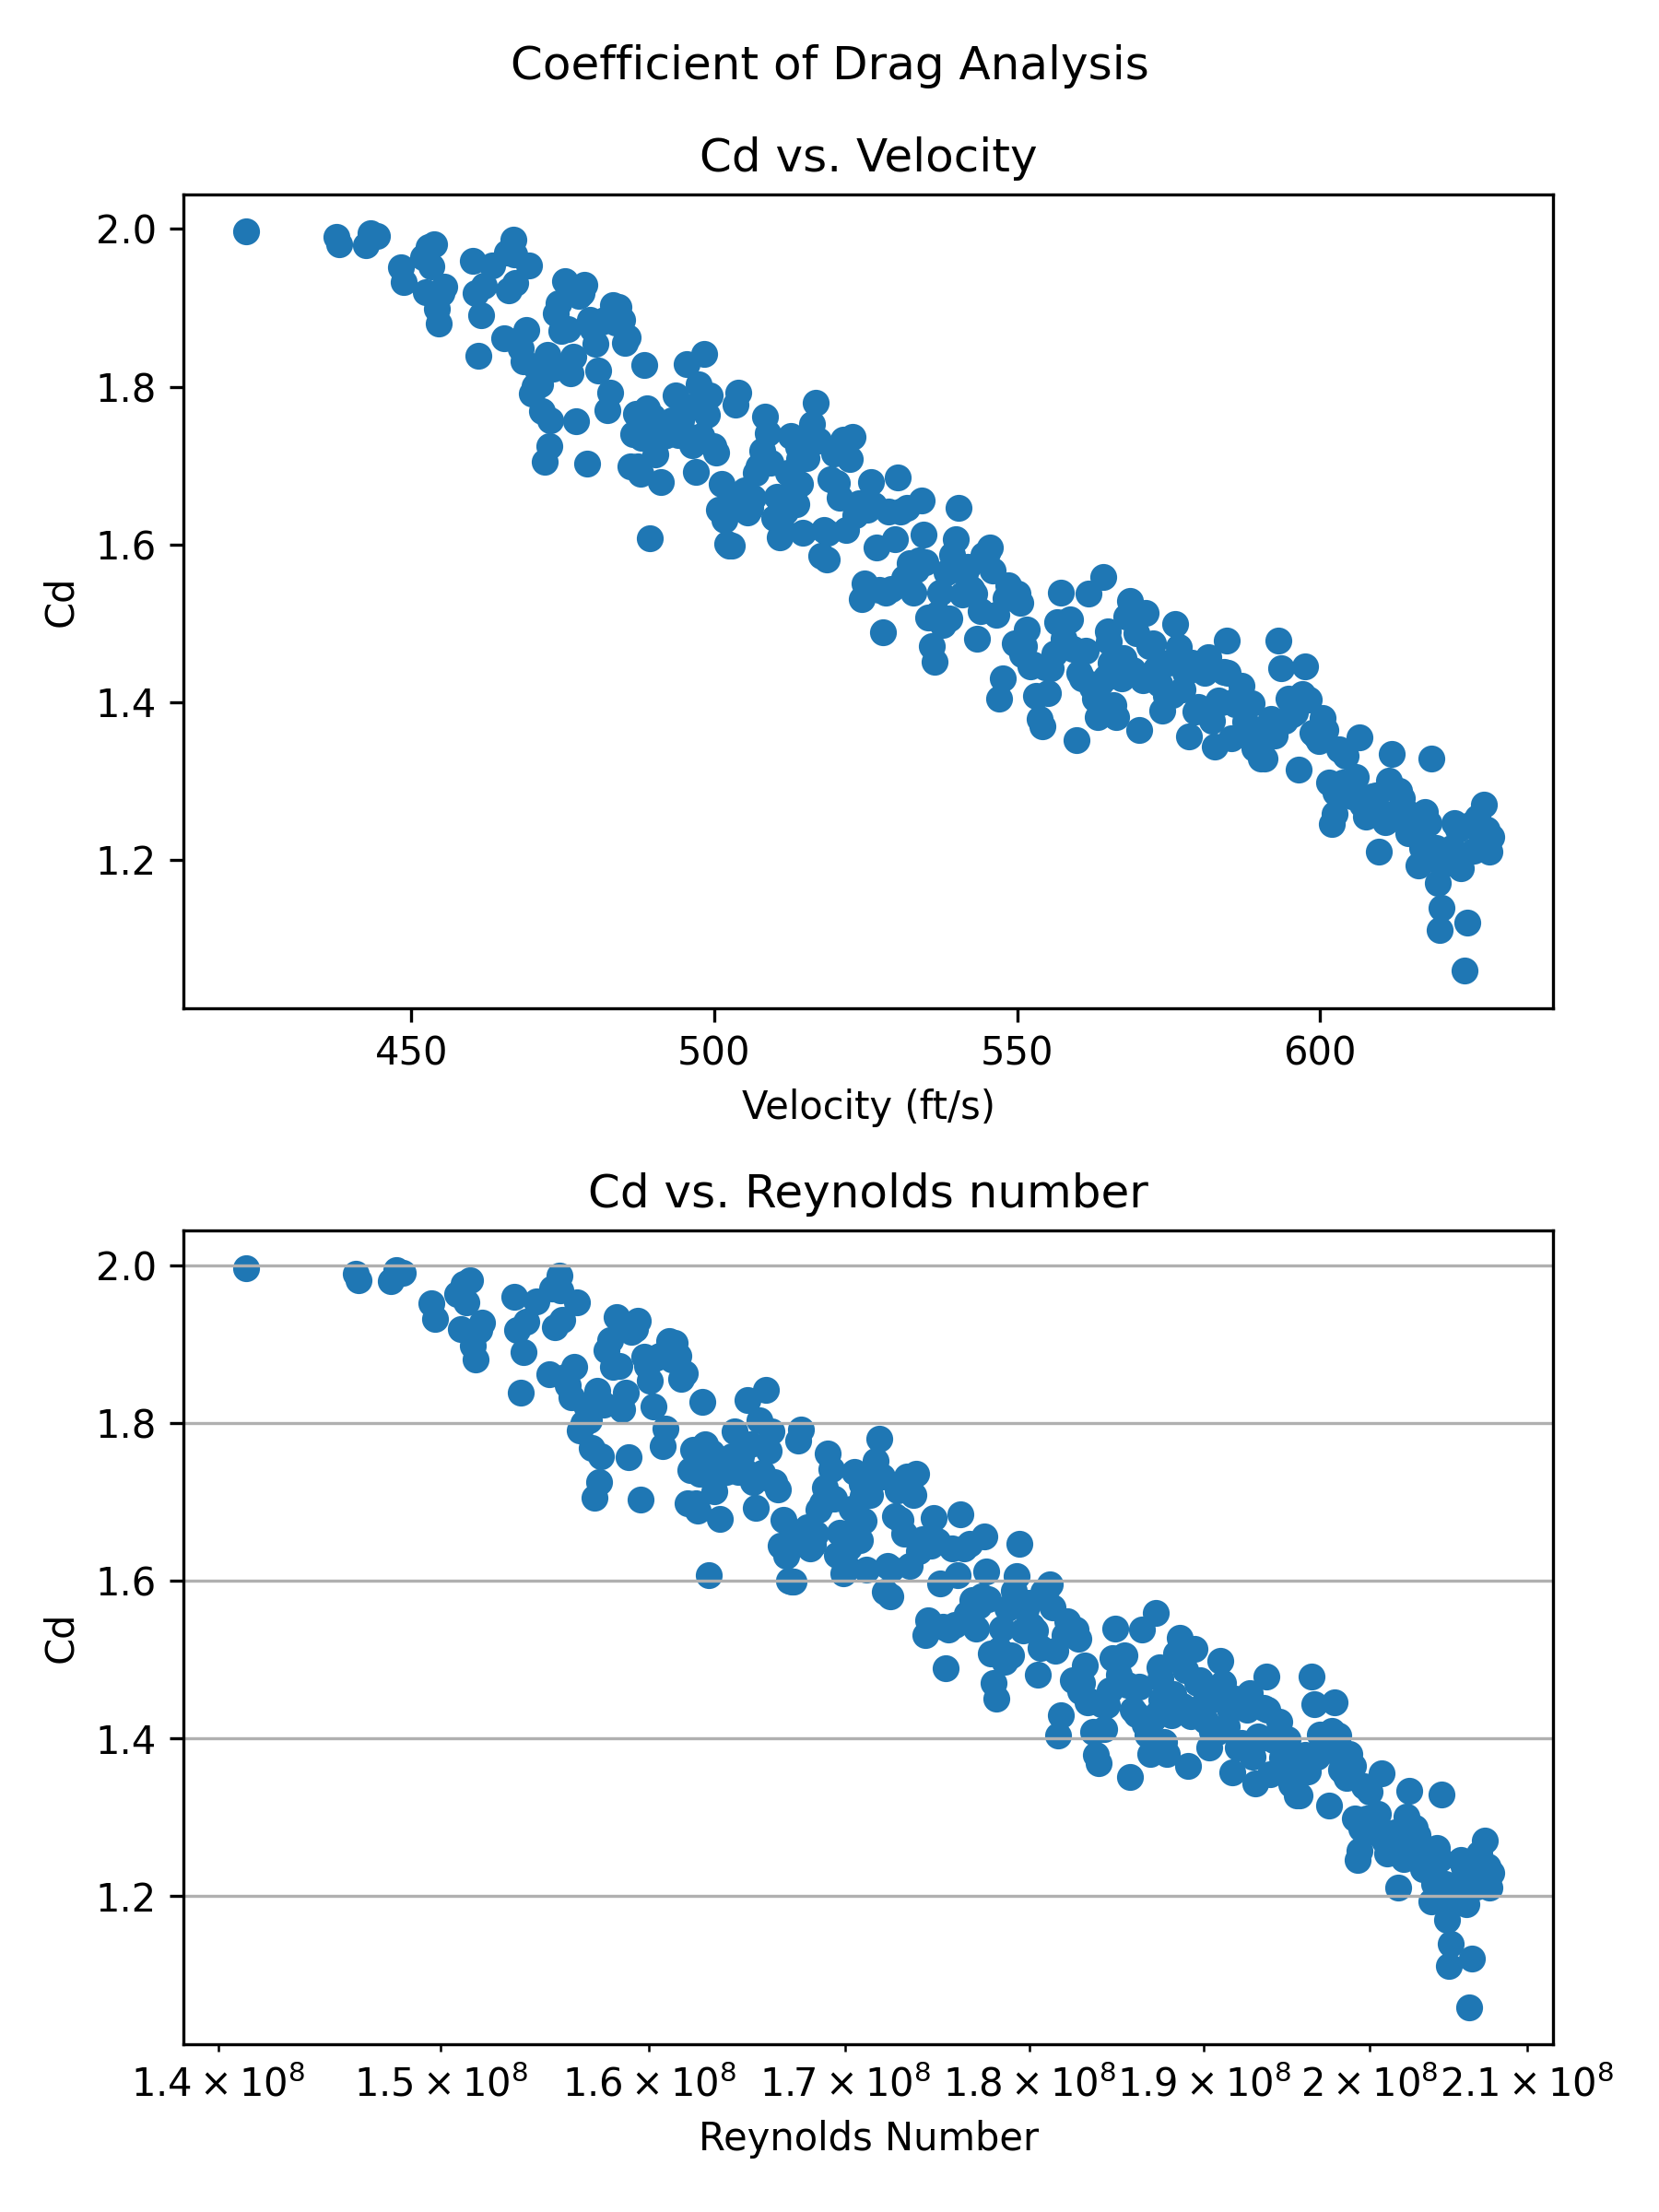 Coefficient of Drag Analysis
Cd vs. Velocity
2.0
1.8
1.6
1.4
1.2
Cd
450 500 550 600
Velocity (ft/s)
Cd vs. Reynolds number
2.0
1.8
1.6
1.4
1.2
Cd
1.4 × 10⁸ 1.5 × 10⁸ 1.6 × 10⁸ 1.7 × 10⁸ 1.8 × 10⁸ 1.9 × 10⁸ 2 × 10⁸ 2.1 × 10⁸
Reynolds Number